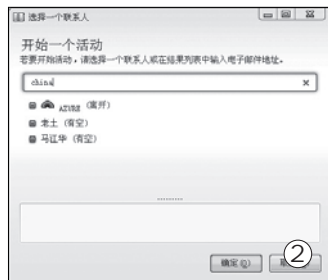 选择一个联系人
开始一个活动
若要开始活动，请选择一个联系人或在结果列表中输入电子邮件地址。
china
AZURE (离开)
老土 (有空)
马江华 (有空)
确定(O)
②